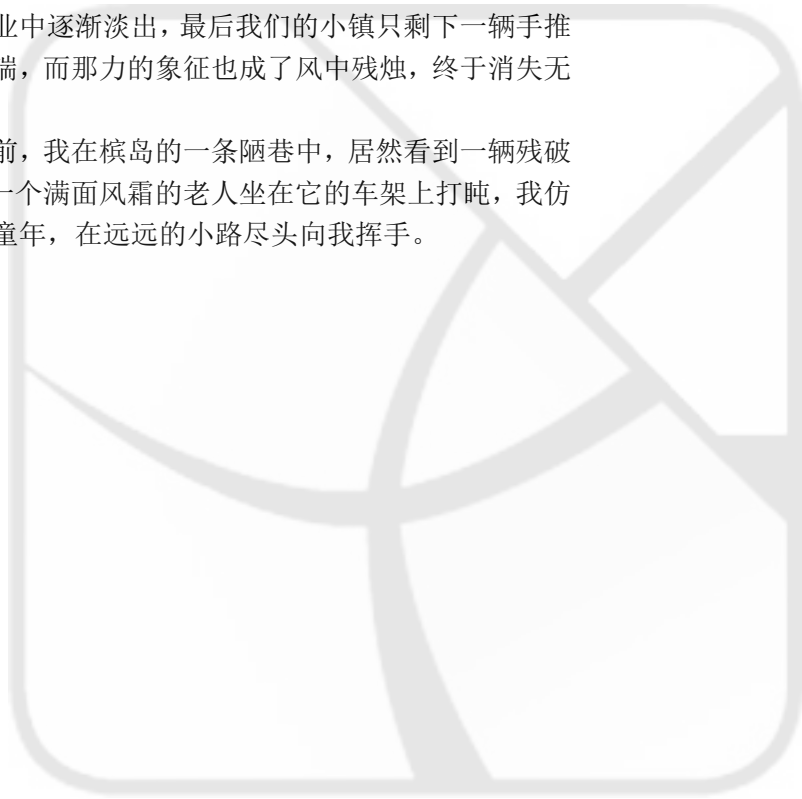 业中逐渐淡出，最后我们的小镇只剩下一辆手推
喘，而那力的象征也成了风中残烛，终于消失无
前，我在槟岛的一条陋巷中，居然看到一辆残破
一个满面风霜的老人坐在它的车架上打盹，我仿
童年，在远远的小路尽头向我挥手。